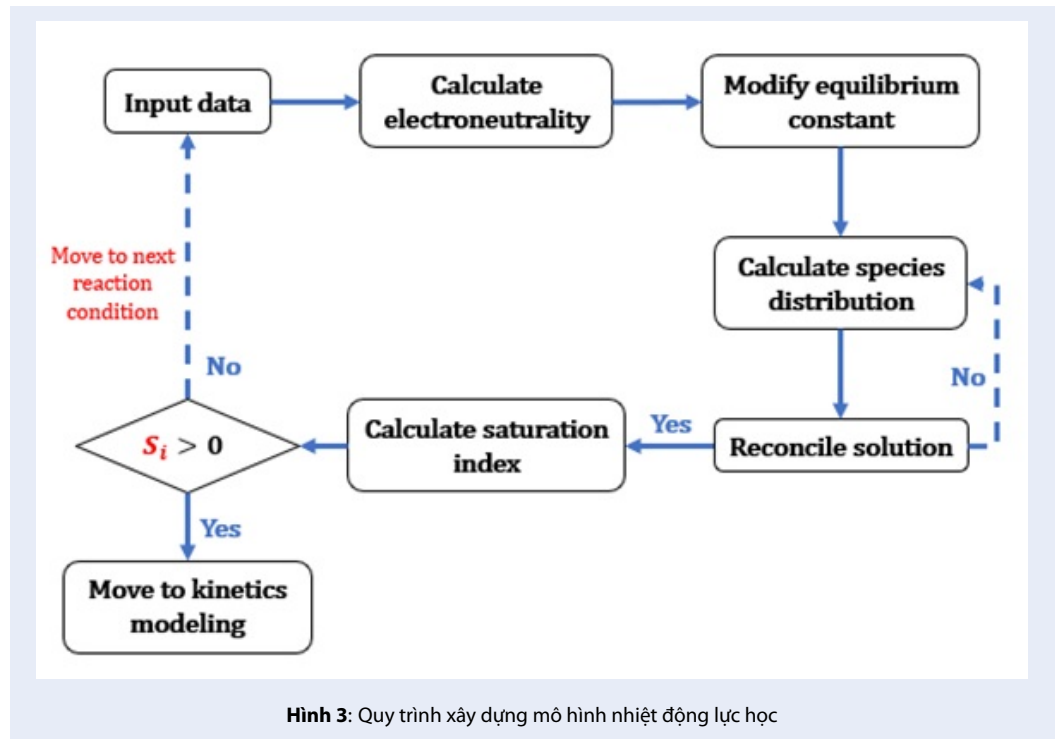 Input data
Calculate
electroneutrality
Modify equilibrium
constant
Calculate species
distribution
No
Reconcile solution
Yes
Calculate saturation
index
S_i > 0
No
Move to next
reaction
condition
Yes
Move to kinetics
modeling
Hình 3: Quy trình xây dựng mô hình nhiệt động lực học